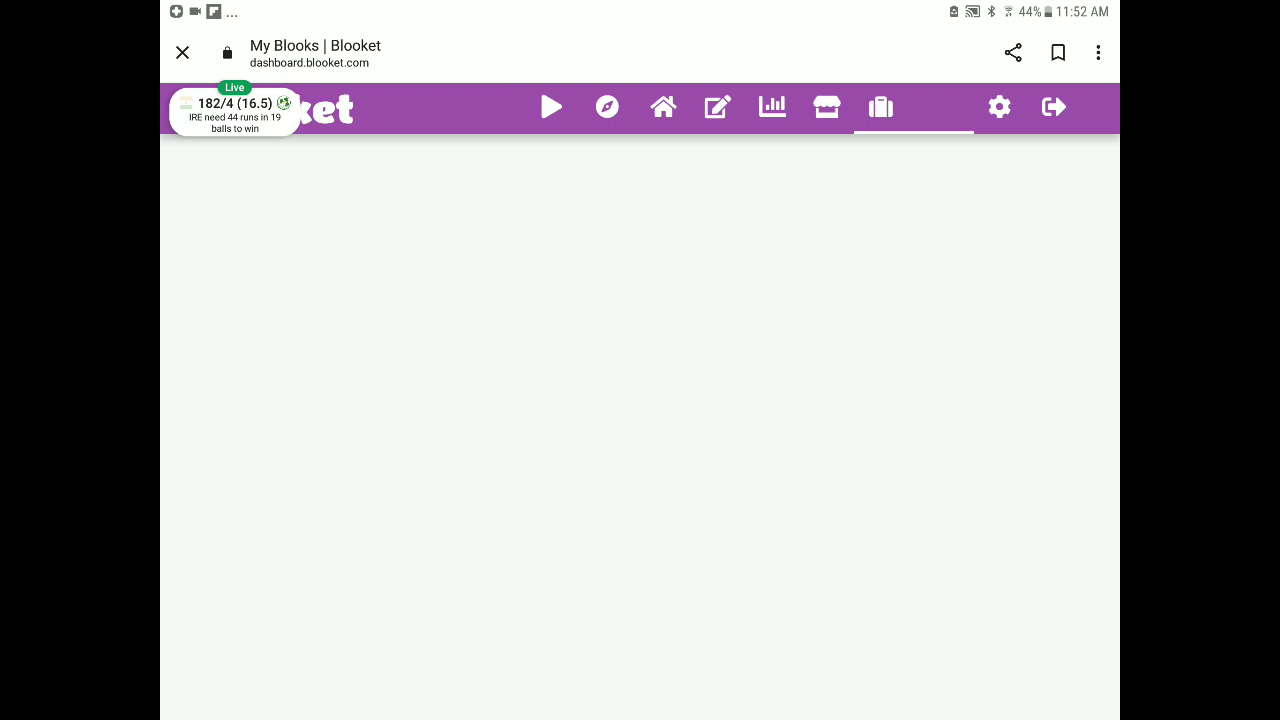 ...
44% 11:52 AM
My Blooks | Blooket
dashboard.blooket.com
Live
182/4 (16.5)
IRE need 44 runs in 19
balls to win
ket